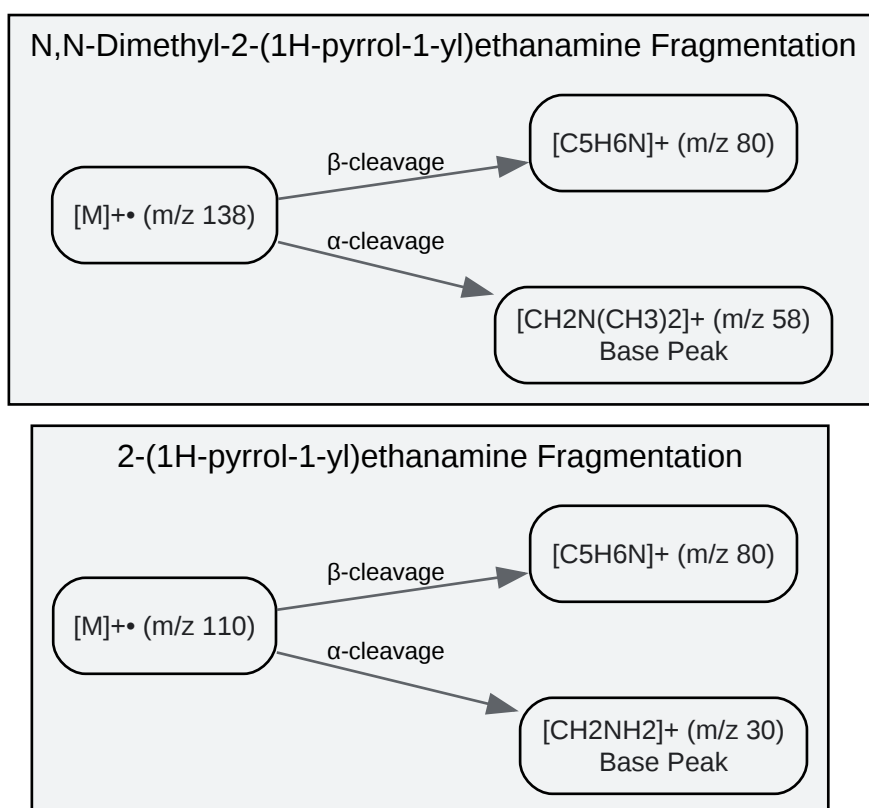 N,N-Dimethyl-2-(1H-pyrrol-1-yl)ethanamine Fragmentation
[C5H6N]+ (m/z 80)
β-cleavage
[M]+• (m/z 138)
α-cleavage
[CH2N(CH3)2]+ (m/z 58)
Base Peak
2-(1H-pyrrol-1-yl)ethanamine Fragmentation
[C5H6N]+ (m/z 80)
β-cleavage
[M]+• (m/z 110)
α-cleavage
[CH2NH2]+ (m/z 30)
Base Peak